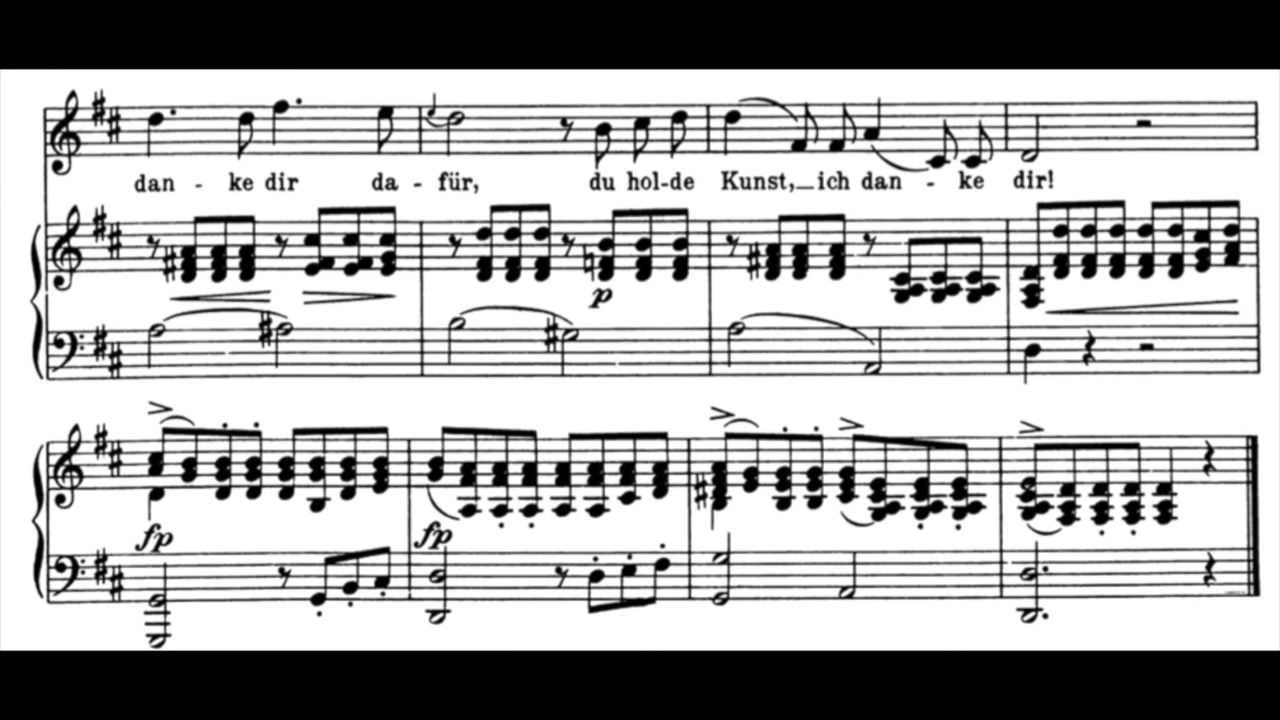 dan - ke dir da - für, du hol-de Kunst, ich dan - ke dir!
p
fp fp